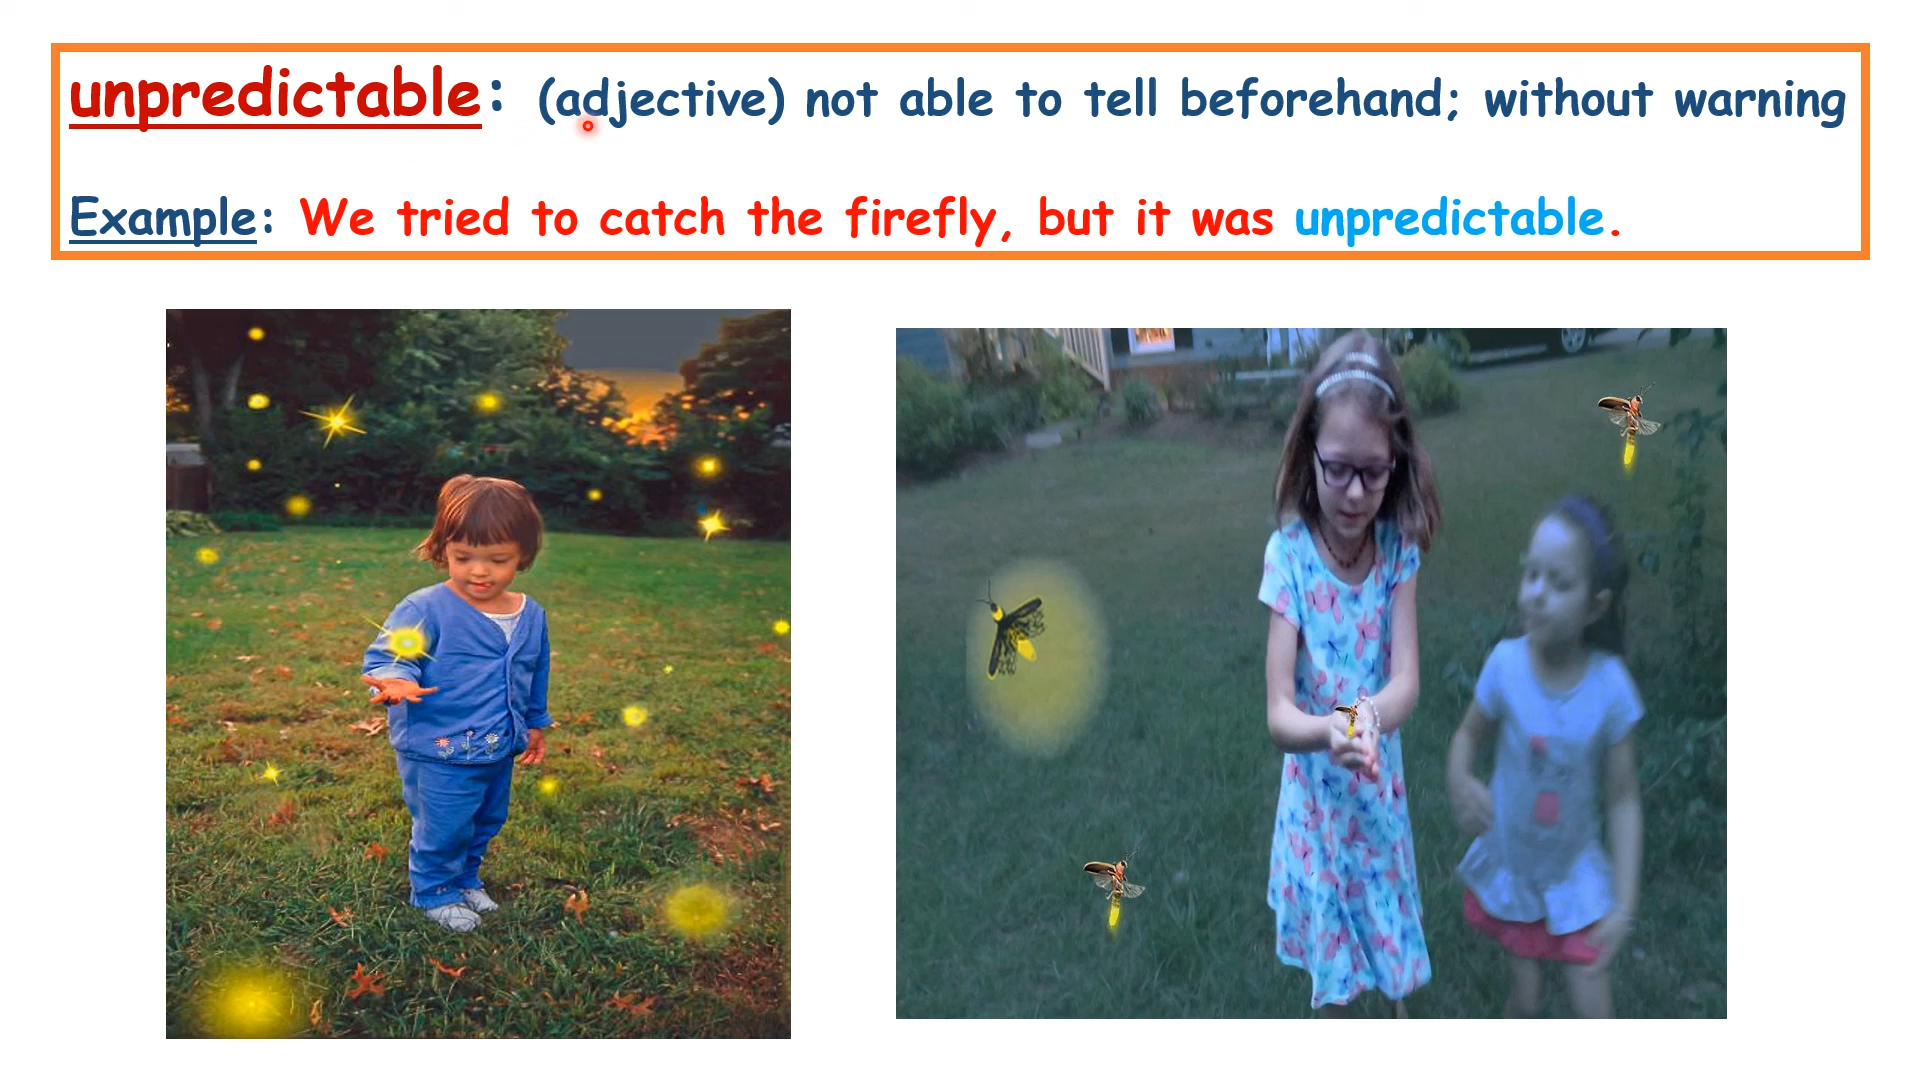 unpredictable: (adjective) not able to tell beforehand; without warning
Example: We tried to catch the firefly, but it was unpredictable.